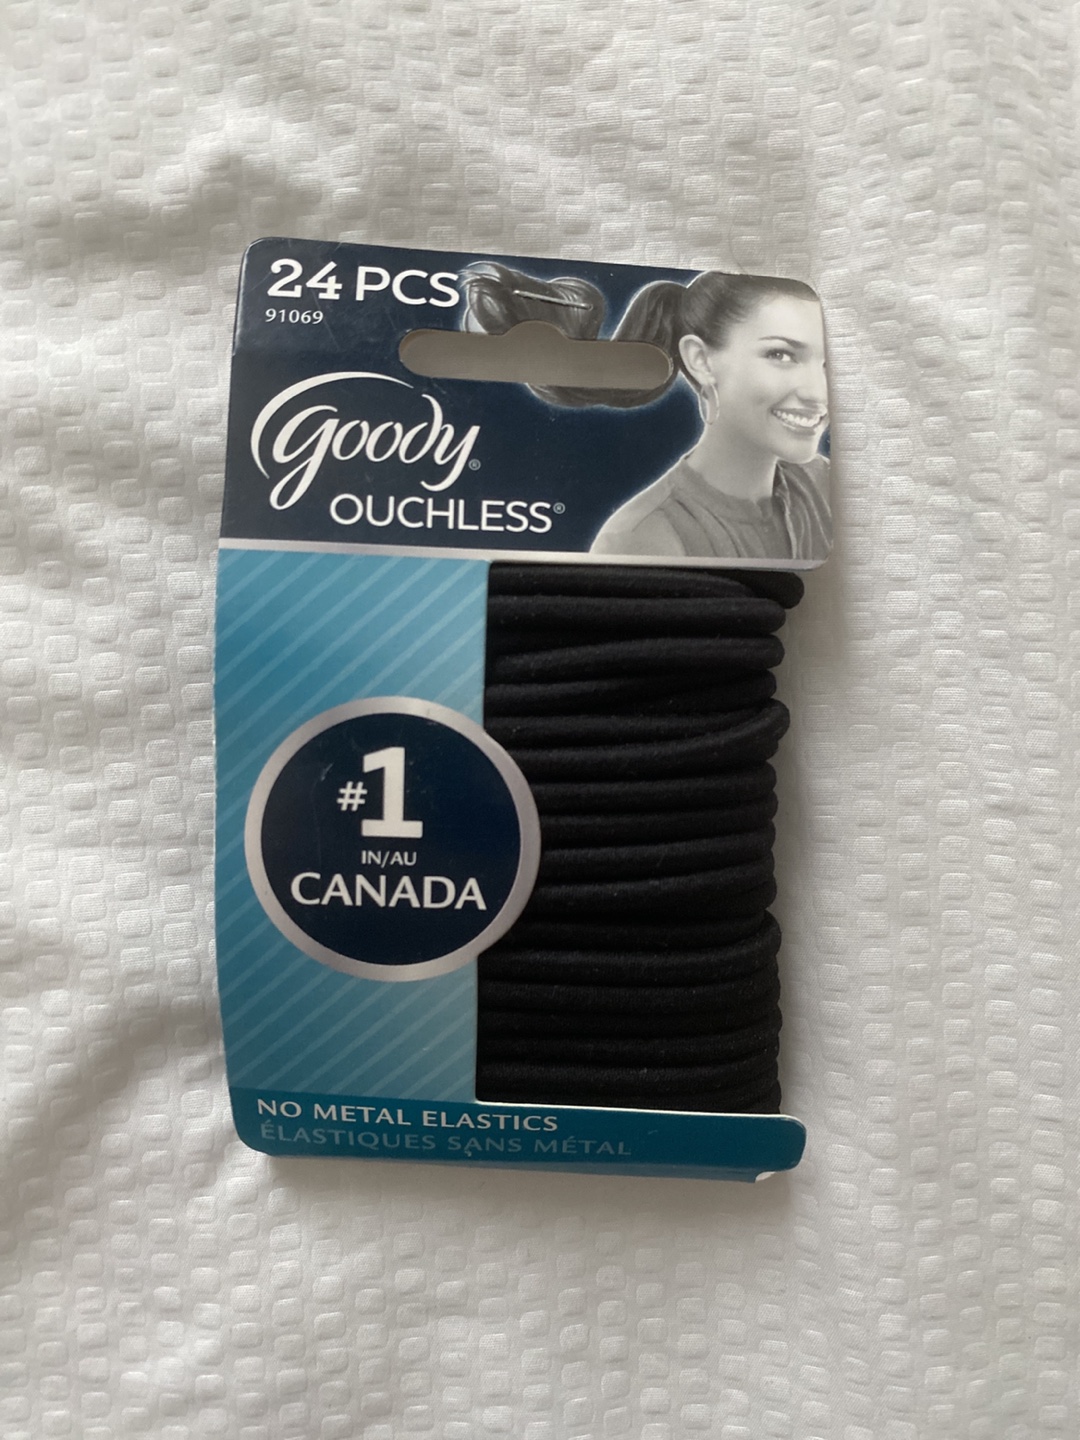 24 PCS
91069
goody®
OUCHLESS®
#1
IN/AU
CANADA
NO METAL ELASTICS
ÉLASTIQUES SANS MÉTAL